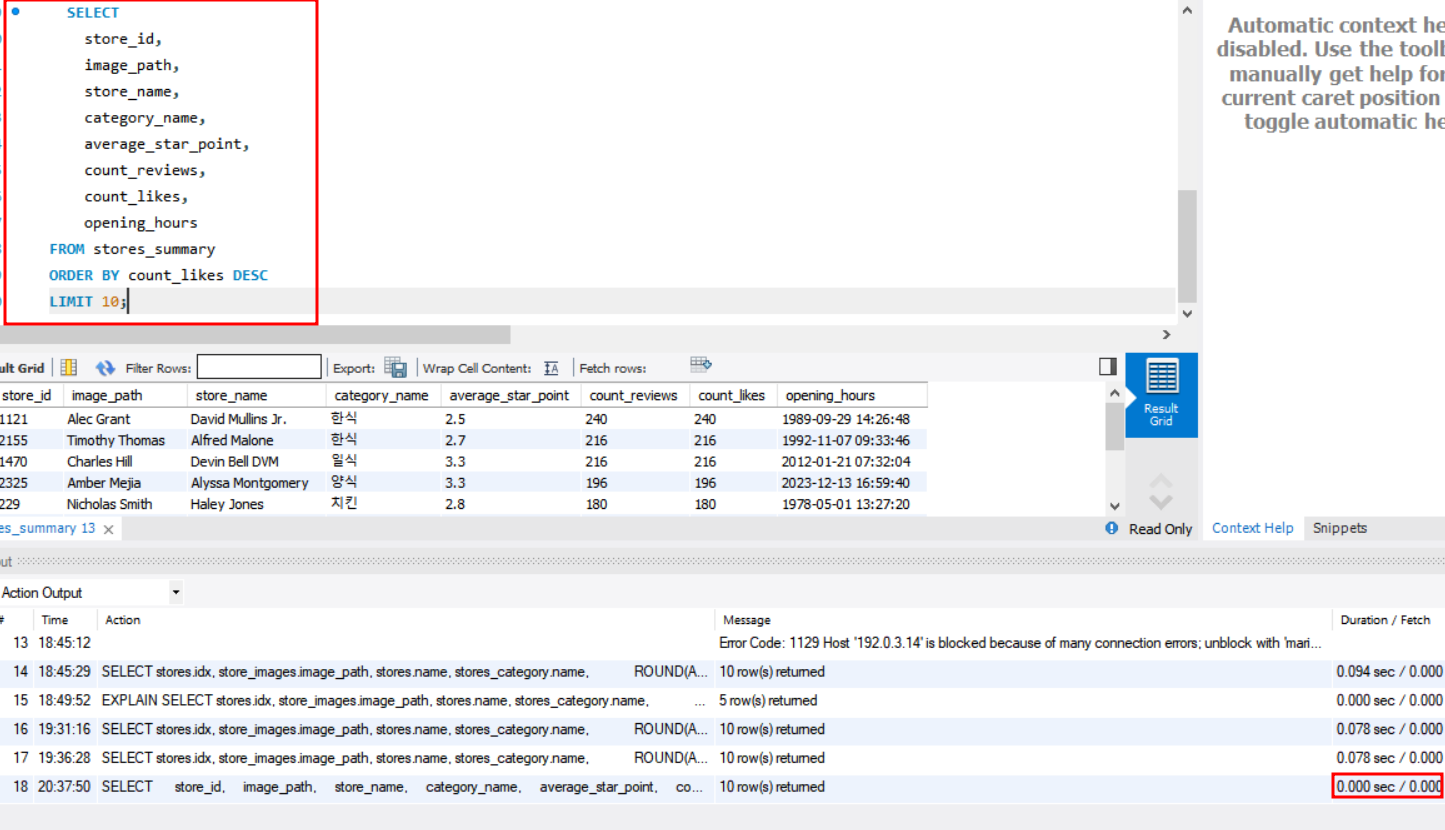 SELECT
store_id,
image_path,
store_name,
category_name,
average_star_point,
count_reviews,
count_likes,
opening_hours
FROM stores_summary
ORDER BY count_likes DESC
LIMIT 10;
Automatic context he
disabled. Use the toolb
manually get help for
current caret position
toggle automatic he
ult Grid Filter Rows: Export: Wrap Cell Content: Fetch rows:
store_id image_path store_name category_name average_star_point count_reviews count_likes opening_hours
1121 Alec Grant David Mullins Jr. 한식 2.5 240 240 1989-09-29 14:26:48
2155 Timothy Thomas Alfred Malone 한식 2.7 216 216 1992-11-07 09:33:46
1470 Charles Hill Devin Bell DVM 일식 3.3 216 216 2012-01-21 07:32:04
2325 Amber Mejia Alyssa Montgomery 양식 3.3 196 196 2023-12-13 16:59:40
229 Nicholas Smith Haley Jones 치킨 2.8 180 180 1978-05-01 13:27:20
Result
Grid
es_summary 13 Read Only Context Help Snippets
ut
Action Output
# Time Action Message Duration / Fetch
13 18:45:12 Error Code: 1129 Host '192.0.3.14' is blocked because of many connection errors; unblock with 'mari...
14 18:45:29 SELECT stores.idx, store_images.image_path, stores.name, stores_category.name, ROUND(A... 10 row(s) returned 0.094 sec / 0.000
15 18:49:52 EXPLAIN SELECT stores.idx, store_images.image_path, stores.name, stores_category.name, ... 5 row(s) returned 0.000 sec / 0.000
16 19:31:16 SELECT stores.idx, store_images.image_path, stores.name, stores_category.name, ROUND(A... 10 row(s) returned 0.078 sec / 0.000
17 19:36:28 SELECT stores.idx, store_images.image_path, stores.name, stores_category.name, ROUND(A... 10 row(s) returned 0.078 sec / 0.000
18 20:37:50 SELECT store_id, image_path, store_name, category_name, average_star_point, co... 10 row(s) returned 0.000 sec / 0.000